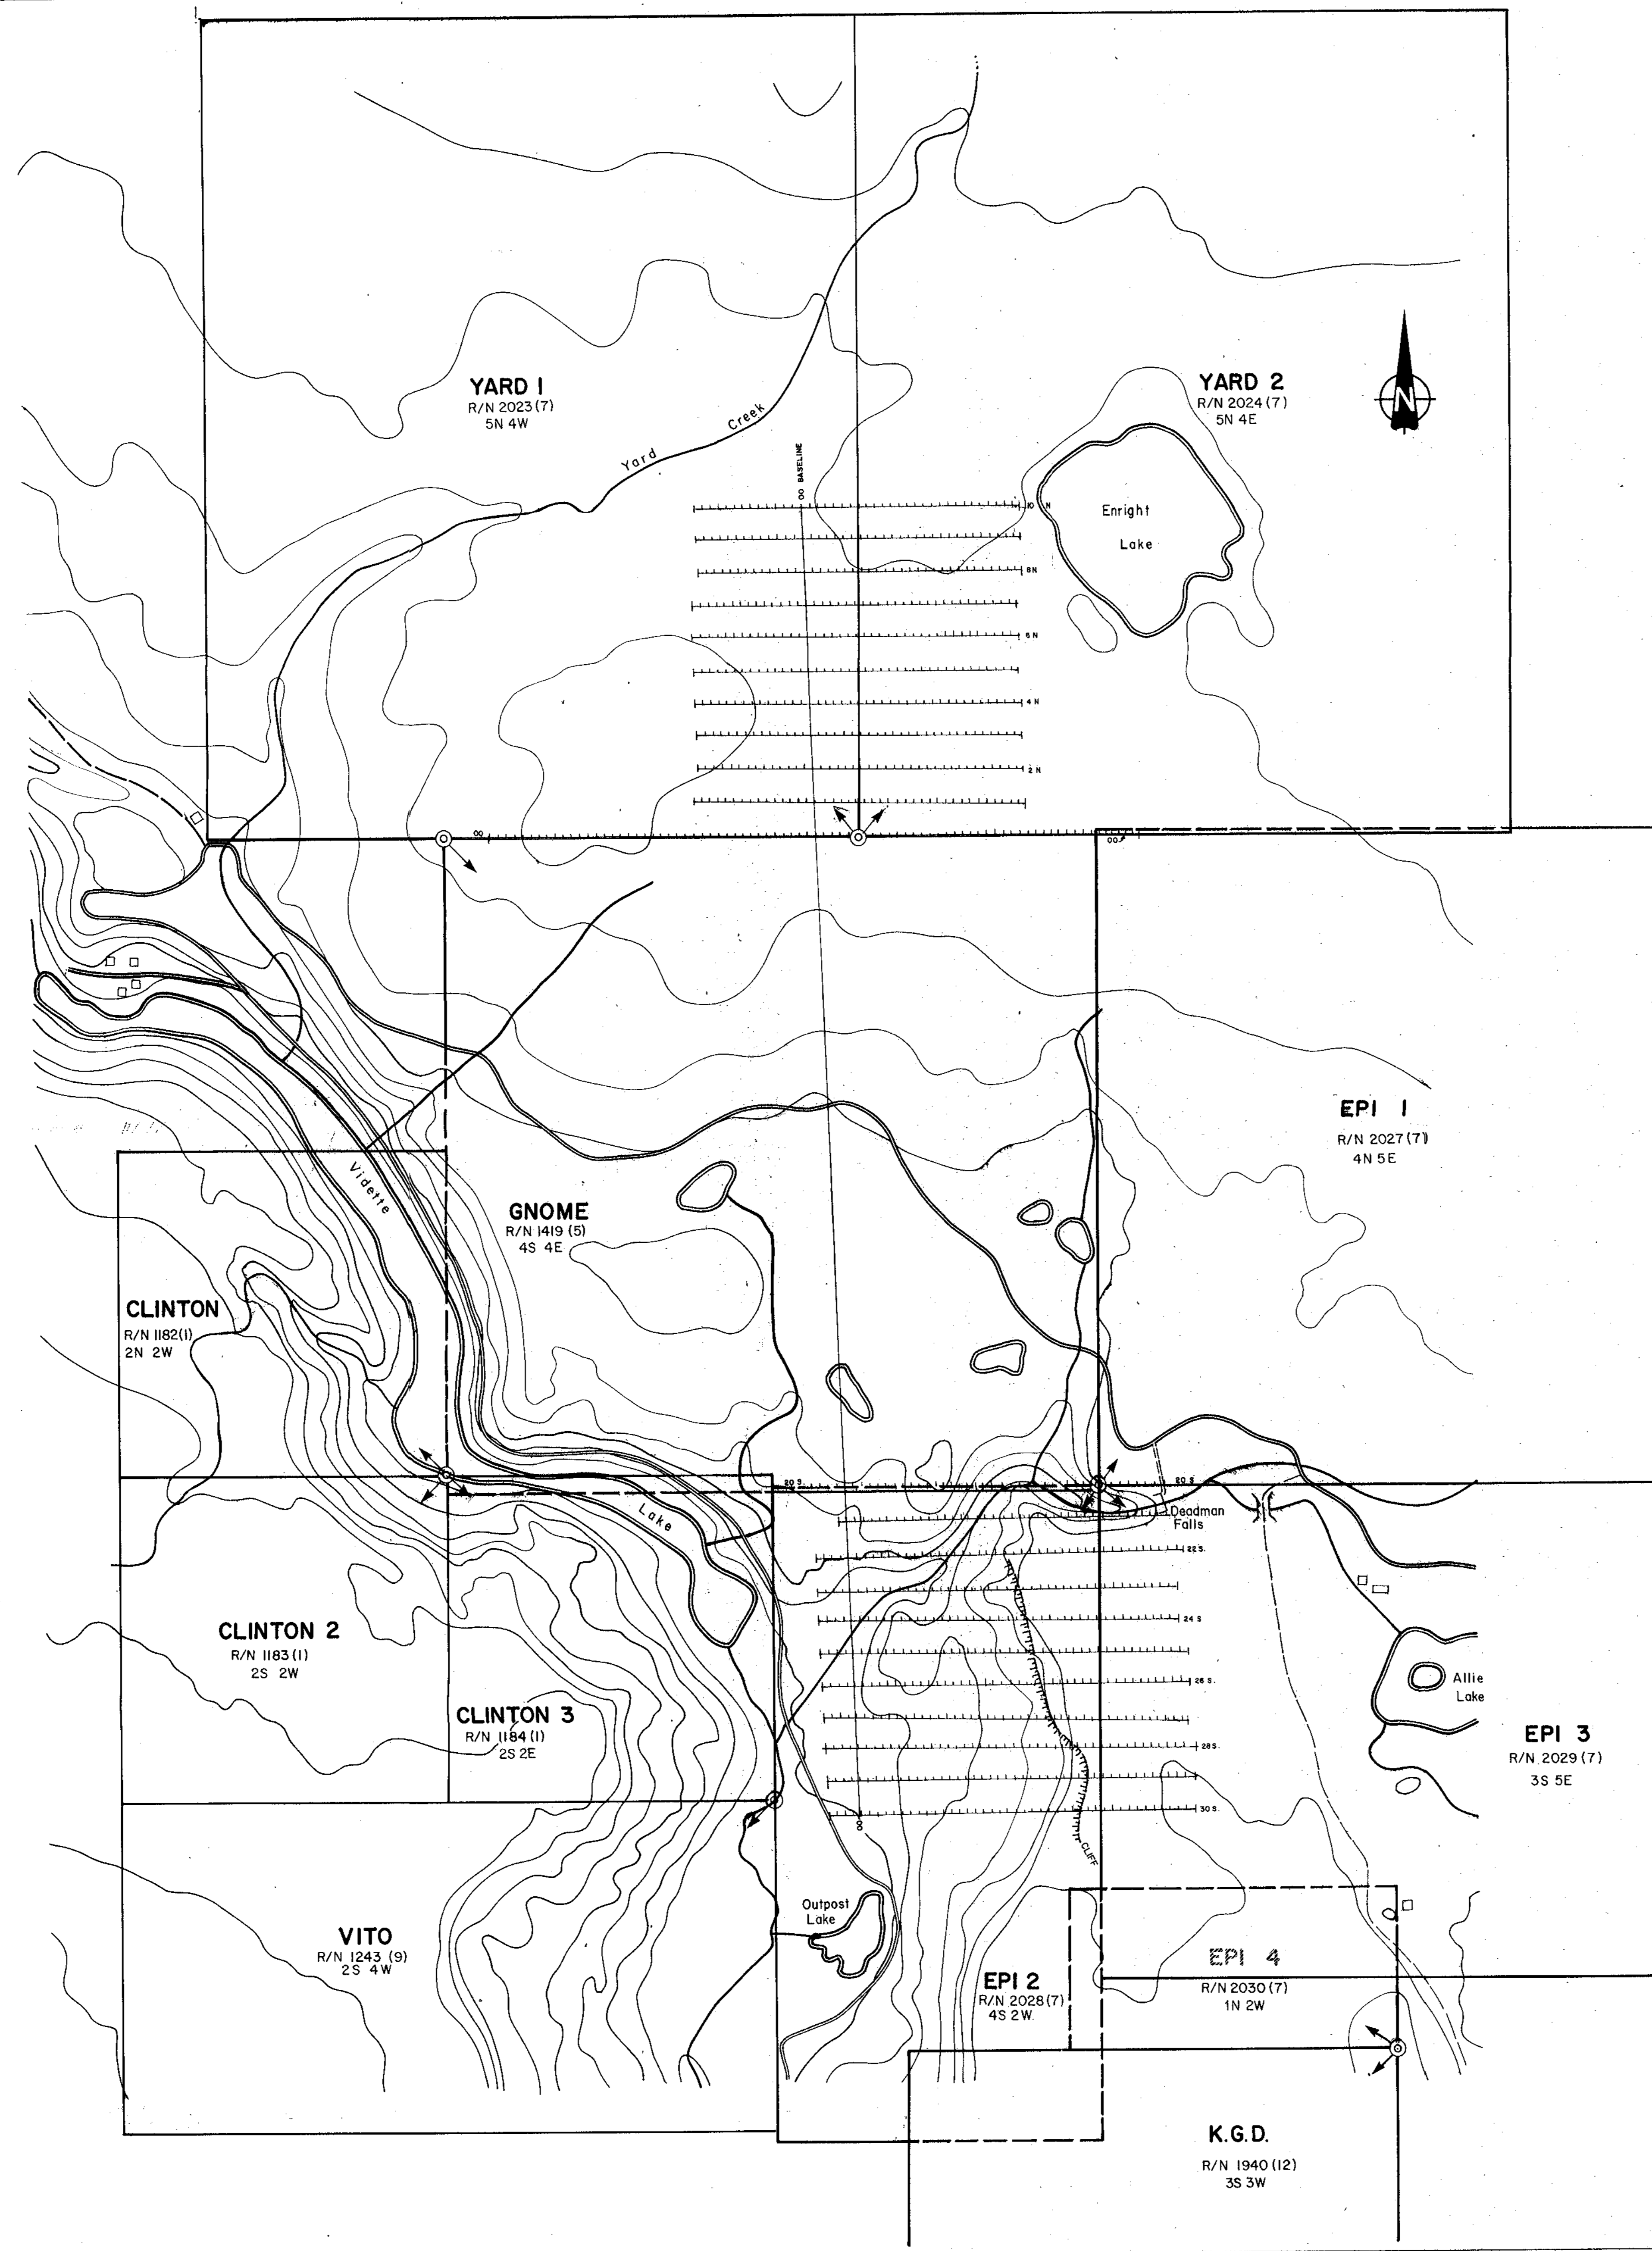 YARD 1
R/N 2023 (7)
5N 4W
YARD 2
R/N 2024 (7)
5N 4E
N
Yard Creek
00 BASELINE
10 N
Enright
Lake
8N
6 N
4 N
2 N
00
00
EPI 1
R/N 2027 (7)
4N 5E
Vidette
GNOME
R/N 1419 (5)
4S 4E
CLINTON
R/N 1182(1)
2N 2W
20 S
20 S
Lake
Deadman
Falls
22 S.
CLINTON 2
R/N 1183 (1)
2S 2W
24 S
26 S.
Allie
Lake
CLINTON 3
R/N 1184 (1)
2S 2E
EPI 3
R/N 2029 (7)
3S 5E
28 S.
30 S.
00
CLIFF
Outpost
Lake
VITO
R/N 1243 (9)
2S 4W
EPI 4
R/N 2030 (7)
1N 2W
EPI 2
R/N 2028 (7)
4S 2W.
K.G.D.
R/N 1940 (12)
3S 3W